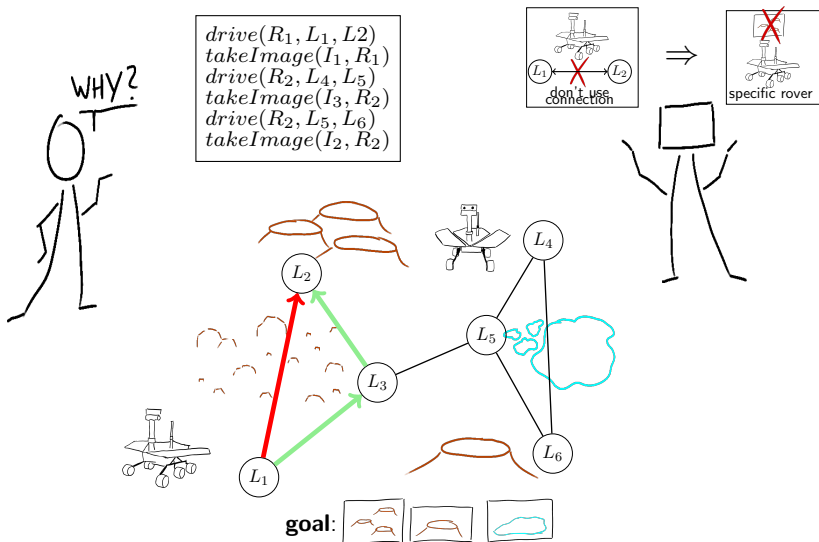 WHY?
drive(R₁, L₁, L2)
takeImage(I₁, R₁)
drive(R₂, L₄, L₅)
takeImage(I₃, R₂)
drive(R₂, L₅, L₆)
takeImage(I₂, R₂)
L₁ L₂
don't use
connection
⇒
specific rover
L₄
L₂
L₅
L₃
L₆
L₁
goal: